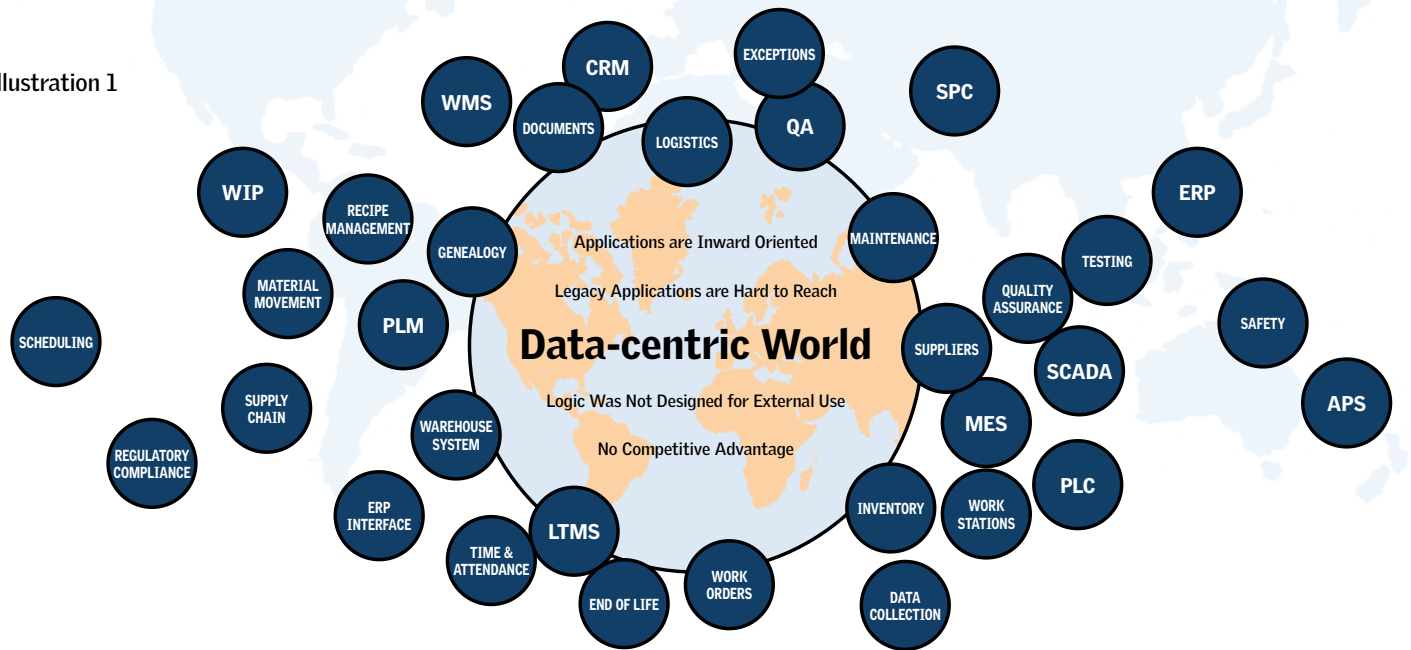 llustration 1
CRM
EXCEPTIONS
WMS
SPC
DOCUMENTS
LOGISTICS
QA
WIP
RECIPE
MANAGEMENT
GENEALOGY
Applications are Inward Oriented
MAINTENANCE
ERP
TESTING
MATERIAL
MOVEMENT
Legacy Applications are Hard to Reach
QUALITY
ASSURANCE
SCHEDULING
PLM
Data-centric World
SUPPLIERS
SAFETY
SCADA
SUPPLY
CHAIN
Logic Was Not Designed for External Use
APS
WAREHOUSE
SYSTEM
MES
No Competitive Advantage
REGULATORY
COMPLIANCE
PLC
ERP
INTERFACE
LTMS
INVENTORY
WORK
STATIONS
TIME &
ATTENDANCE
END OF LIFE
WORK
ORDERS
DATA
COLLECTION